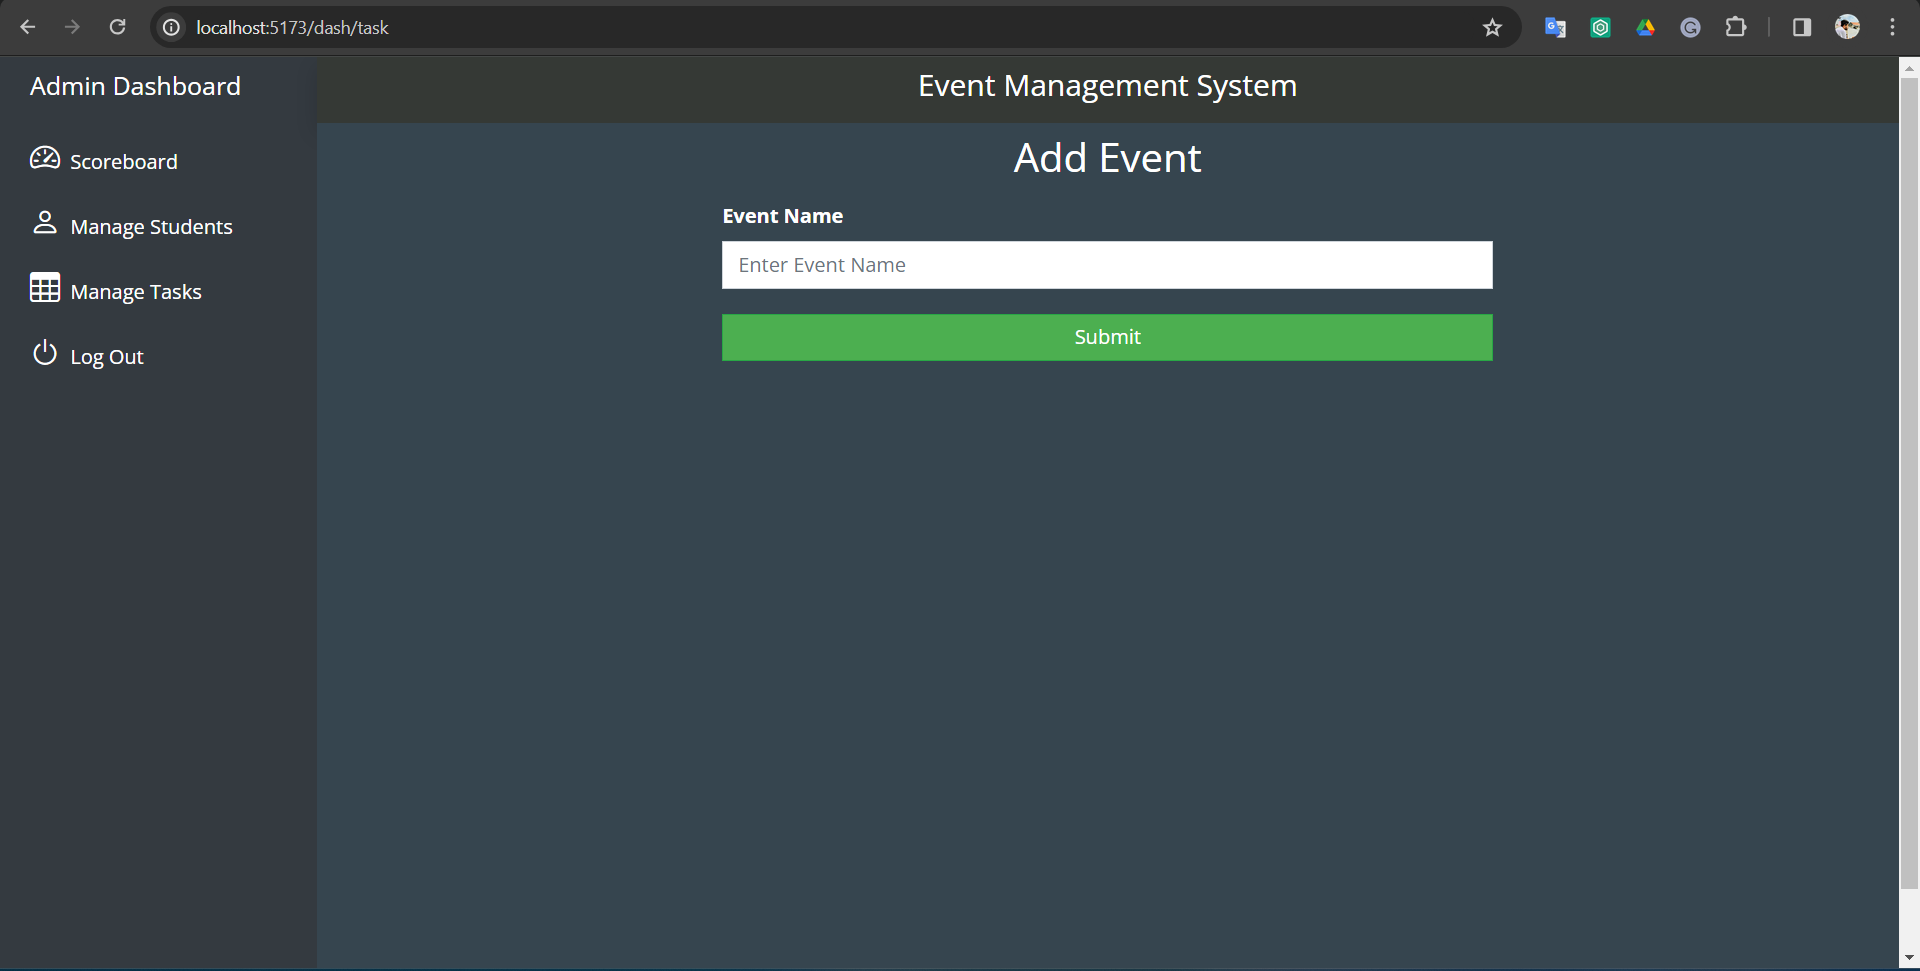 localhost:5173/dash/task
Admin Dashboard
Scoreboard
Manage Students
Manage Tasks
Log Out
Event Management System
Add Event
Event Name
Enter Event Name
Submit